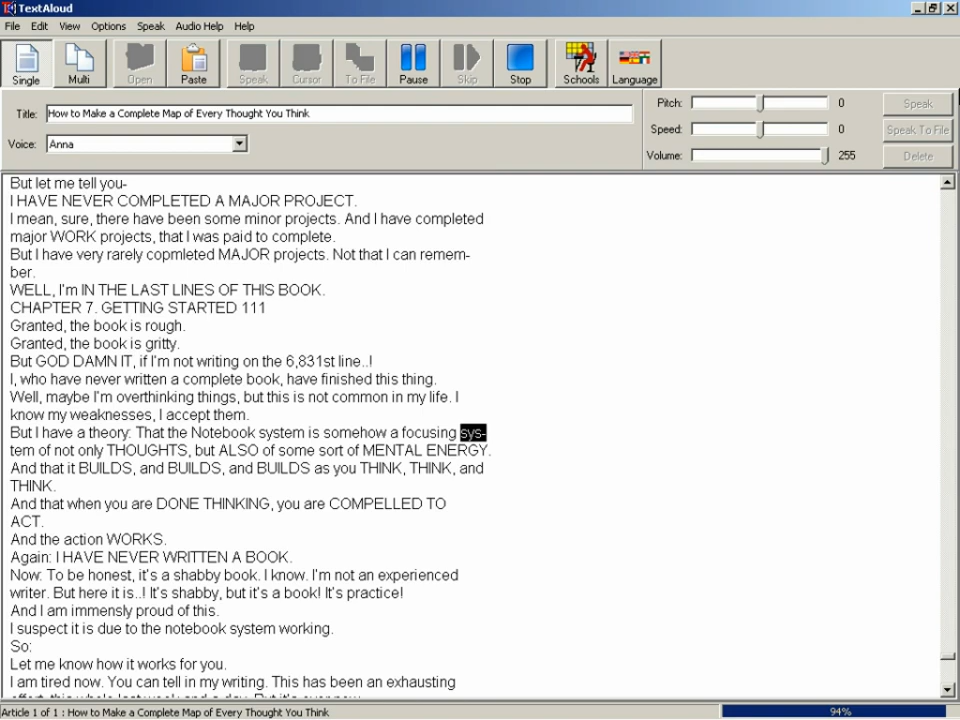 TextAloud
File Edit View Options Speak Audio Help Help
Single Multi Open Paste Speak Cursor To File Pause Skip Stop Schools Language
Title: How to Make a Complete Map of Every Thought You Think
Voice: Anna
Pitch: 0 Speak
Speed: 0 Speak To File
Volume: 255 Delete
But let me tell you-
I HAVE NEVER COMPLETED A MAJOR PROJECT.
I mean, sure, there have been some minor projects. And I have completed
major WORK projects, that I was paid to complete.
But I have very rarely copmleted MAJOR projects. Not that I can remem-
ber.
WELL, I'm IN THE LAST LINES OF THIS BOOK.
CHAPTER 7. GETTING STARTED 111
Granted, the book is rough.
Granted, the book is gritty.
But GOD DAMN IT, if I'm not writing on the 6,831st line..!
I, who have never written a complete book, have finished this thing.
Well, maybe I'm overthinking things, but this is not common in my life. I
know my weaknesses, I accept them.
But I have a theory: That the Notebook system is somehow a focusing sys-
tem of not only THOUGHTS, but ALSO of some sort of MENTAL ENERGY.
And that it BUILDS, and BUILDS, and BUILDS as you THINK, THINK, and
THINK.
And that when you are DONE THINKING, you are COMPELLED TO
ACT.
And the action WORKS.
Again: I HAVE NEVER WRITTEN A BOOK.
Now: To be honest, it's a shabby book. I know. I'm not an experienced
writer. But here it is..! It's shabby, but it's a book! It's practice!
And I am immensly proud of this.
I suspect it is due to the notebook system working.
So:
Let me know how it works for you.
I am tired now. You can tell in my writing. This has been an exhausting
effort, this whole last week and a day. But it's over now.
Article 1 of 1 : How to Make a Complete Map of Every Thought You Think
94%